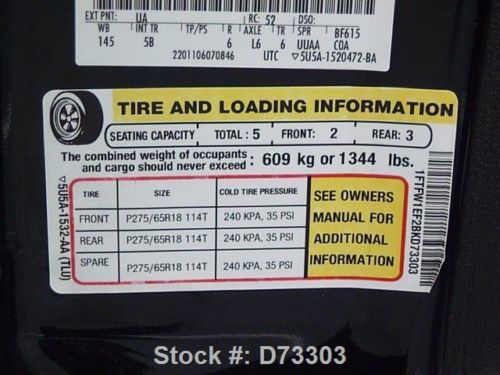 EXT PNT: UA RC: 52 DSO:
WB INT TR TP/PS R AXLE TR SPR BF615
145 5B 6 L6 6 UUAA COA
2201106070846 UTC ▽5U5A-1520472-BA
TIRE AND LOADING INFORMATION
SEATING CAPACITY TOTAL : 5 FRONT: 2 REAR: 3
The combined weight of occupants
and cargo should never exceed: 609 kg or 1344 lbs.
TIRE SIZE COLD TIRE PRESSURE
FRONT P275/65R18 114T 240 KPA, 35 PSI
REAR P275/65R18 114T 240 KPA, 35 PSI
SPARE P275/65R18 114T 240 KPA, 35 PSI
SEE OWNERS
MANUAL FOR
ADDITIONAL
INFORMATION
▽5U5A-1532-AA (TLU)
1FTFW1EF2BKD73303
Stock #: D73303